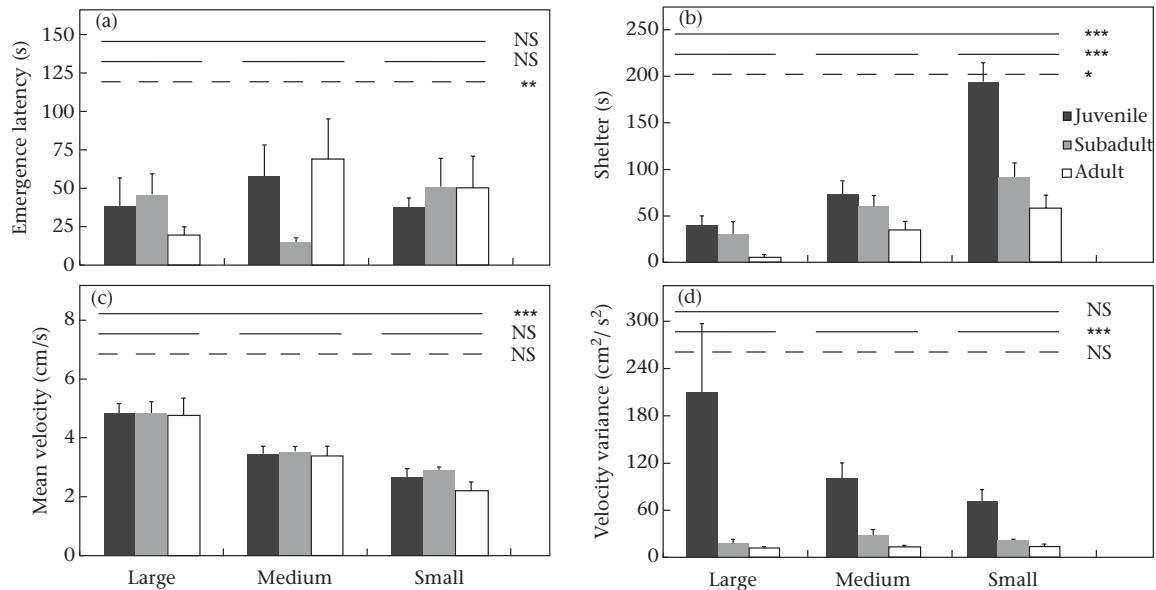 (a)
Emergence latency (s)
150
125
100
75
50
25
0
NS
NS
**
(b)
Shelter (s)
250
200
150
100
50
0
***
***
*
Juvenile
Subadult
Adult
(c)
Mean velocity (cm/s)
8
6
4
2
0
***
NS
NS
Large Medium Small
(d)
Velocity variance (cm²/ s²)
300
240
180
120
60
0
NS
***
NS
Large Medium Small